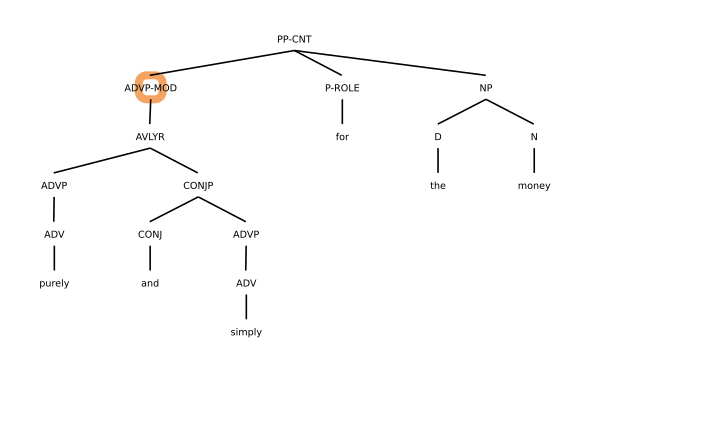 PP-CNT
ADVP-MOD P-ROLE NP
AVLYR for D N
ADVP CONJP the money
ADV CONJ ADVP
purely and ADV
simply